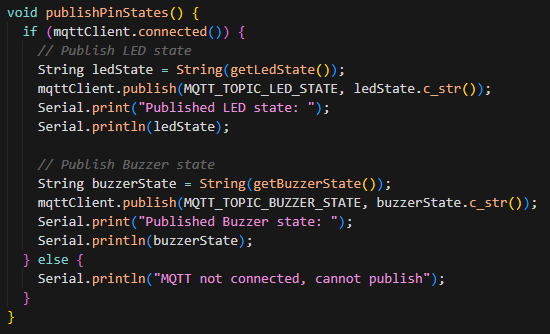 void publishPinStates() {
  if (mqttClient.connected()) {
    // Publish LED state
    String ledState = String(getLedState());
    mqttClient.publish(MQTT_TOPIC_LED_STATE, ledState.c_str());
    Serial.print("Published LED state: ");
    Serial.println(ledState);

    // Publish Buzzer state
    String buzzerState = String(getBuzzerState());
    mqttClient.publish(MQTT_TOPIC_BUZZER_STATE, buzzerState.c_str());
    Serial.print("Published Buzzer state: ");
    Serial.println(buzzerState);
  } else {
    Serial.println("MQTT not connected, cannot publish");
  }
}